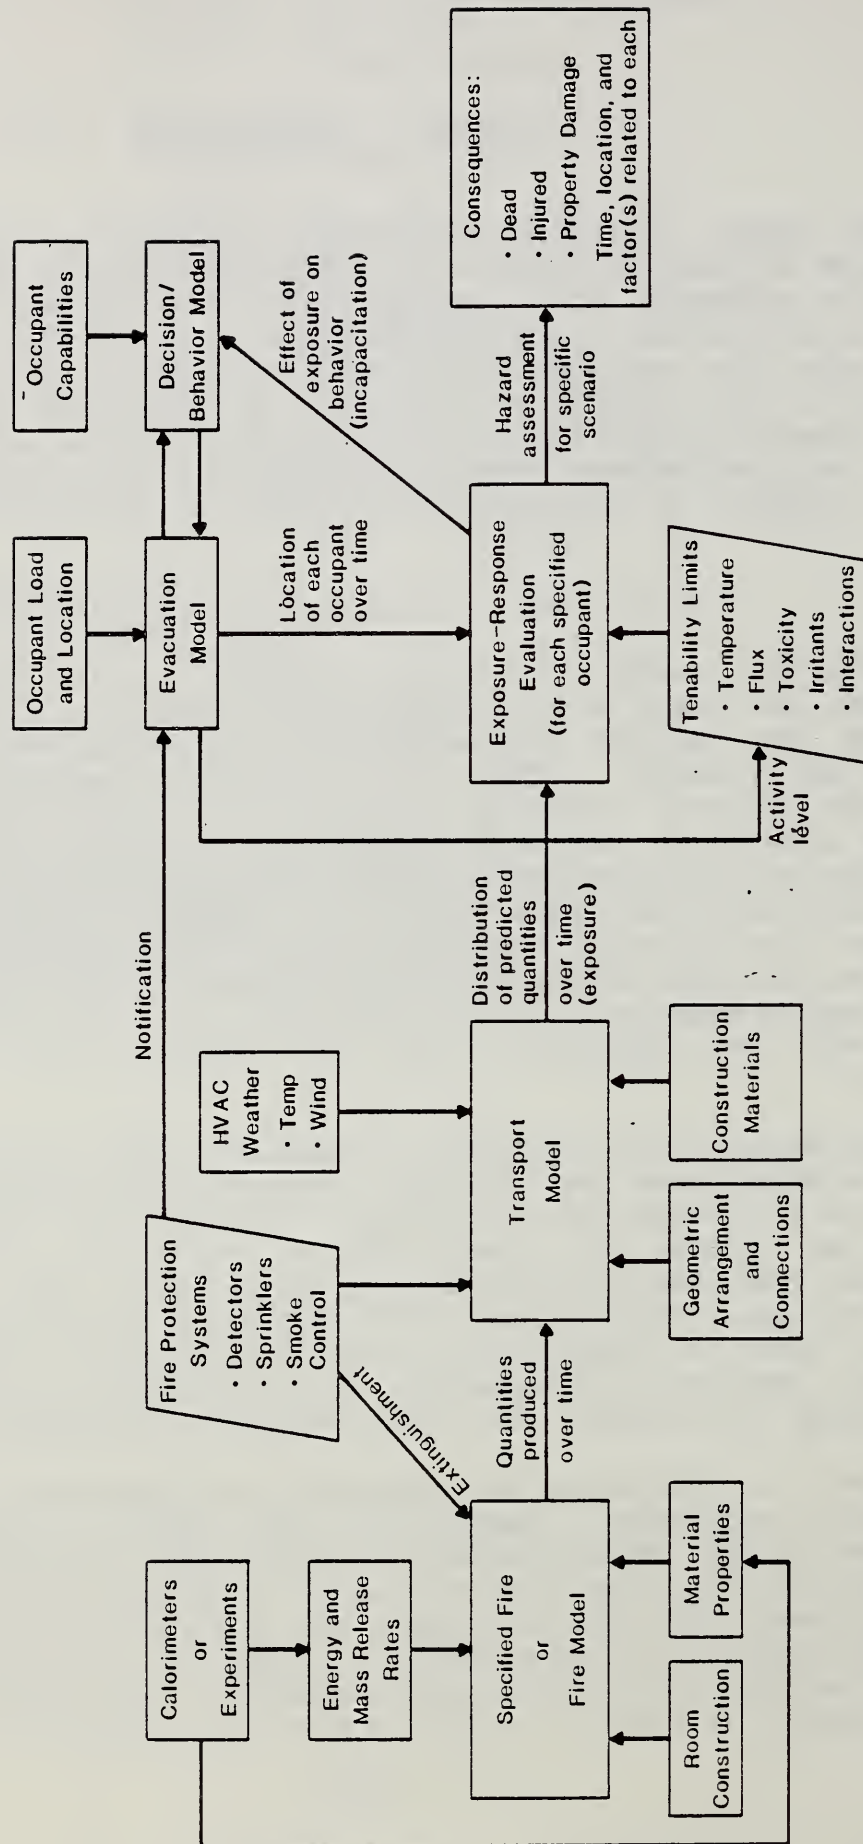 Calorimeters
or
Experiments
Energy and
Mass Release
Rates
Specified Fire
or
Fire Model
Room
Construction
Material
Properties
Fire Protection
Systems
• Detectors
• Sprinklers
• Smoke
Control
Extinguishment
Notification
Quantities
produced
over time
HVAC
Weather
• Temp
• Wind
Transport
Model
Geometric
Arrangement
and
Connections
Construction
Materials
Distribution
of predicted
quantities
over time
(exposure)
Occupant Load
and Location
Evacuation
Model
Occupant
Capabilities
Decision/
Behavior Model
Location
of each
occupant
over time
Effect of
exposure on
behavior
(incapacitation)
Exposure-Response
Evaluation
(for each specified
occupant)
Activity
level
Tenability Limits
• Temperature
• Flux
• Toxicity
• Irritants
• Interactions
Hazard
assessment
for specific
scenario
Consequences:
• Dead
• Injured
• Property Damage
Time, location, and
factor(s) related to each